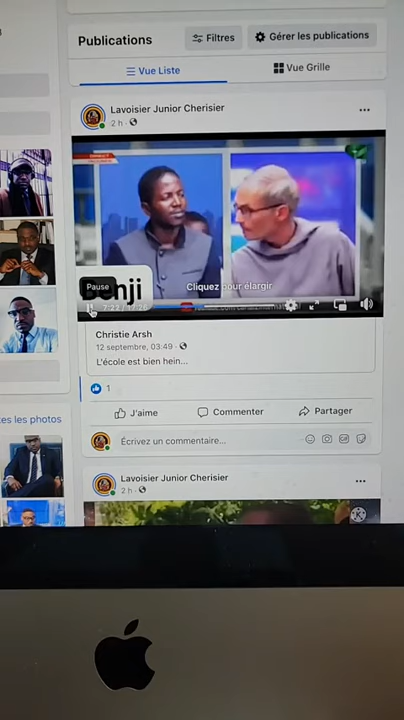 Publications
Filtres
Gérer les publications
Vue Liste
Vue Grille
Lavoisier Junior Cherisier
2 h
Pause
Cliquez pour élargir
Christie Arsh
12 septembre, 03:49
L'école est bien hein...
1
J'aime
Commenter
Partager
es les photos
Écrivez un commentaire...
GIF
Lavoisier Junior Cherisier
2 h